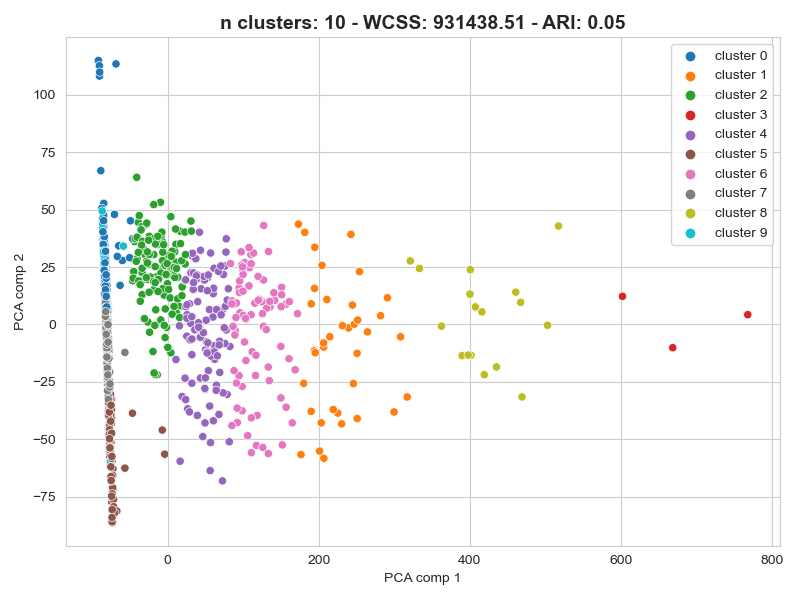 n clusters: 10 - WCSS: 931438.51 - ARI: 0.05
cluster 0
cluster 1
cluster 2
cluster 3
cluster 4
cluster 5
cluster 6
cluster 7
cluster 8
cluster 9
PCA comp 2
100
75
50
25
0
−25
−50
−75
0
200
400
600
800
PCA comp 1